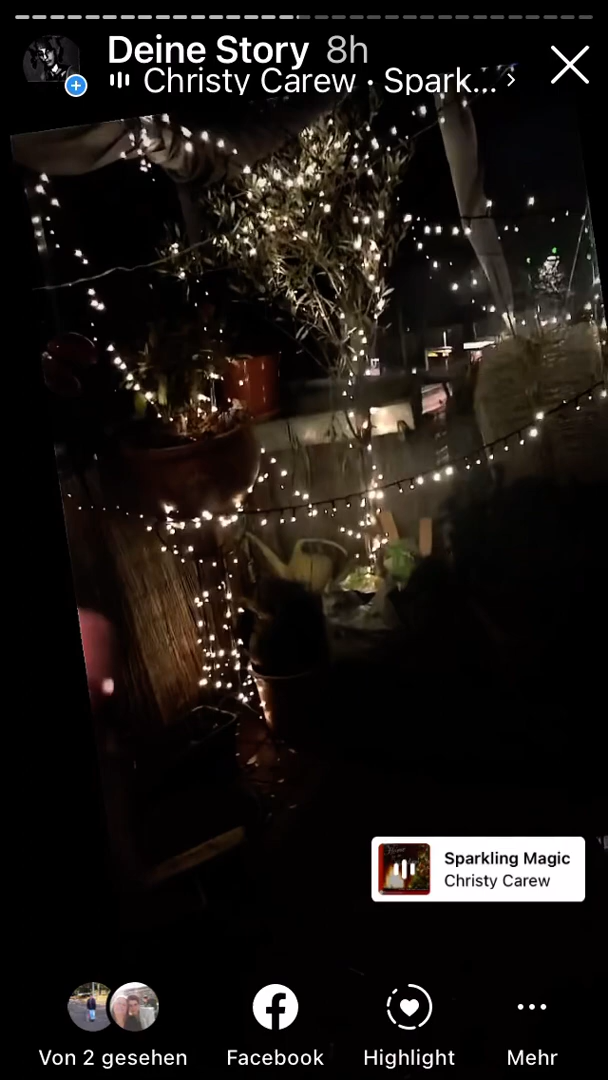 Deine Story 8h
Christy Carew • Spark... >
Sparkling Magic
Christy Carew
Von 2 gesehen
Facebook
Highlight
Mehr